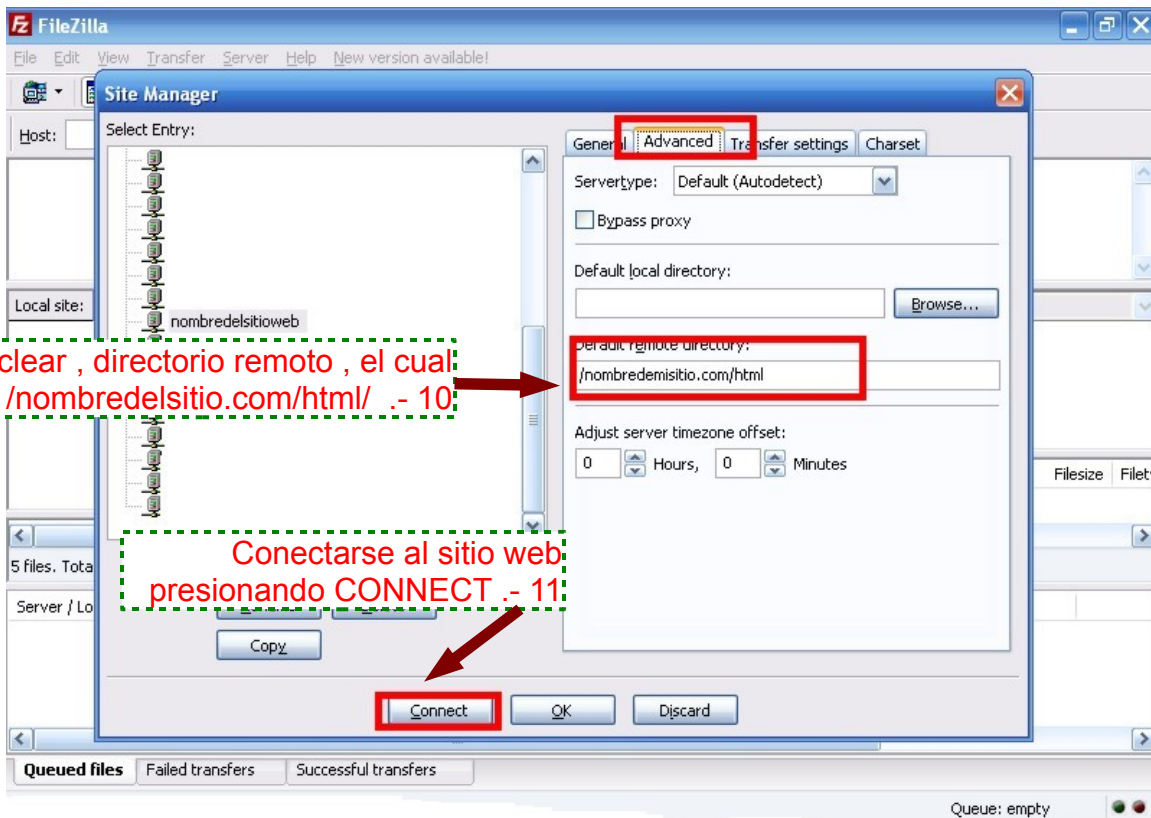 FileZilla
File Edit View Transfer Server Help New version available!
Site Manager
Host:
Select Entry:
General Advanced Transfer settings Charset
Servertype: Default (Autodetect)
Bypass proxy
Default local directory:
Browse...
Local site:
nombredelsitioweb
clear , directorio remoto , el cual
/nombredelsitio.com/html/ .- 10
Default remote directory:
/nombredemisitio.com/html
Adjust server timezone offset:
0 Hours, 0 Minutes
Filesize
Conectarse al sitio web
presionando CONNECT .- 11
5 files. Tota
Server / Lo
Copy
Connect OK Discard
Queued files Failed transfers Successful transfers
Queue: empty